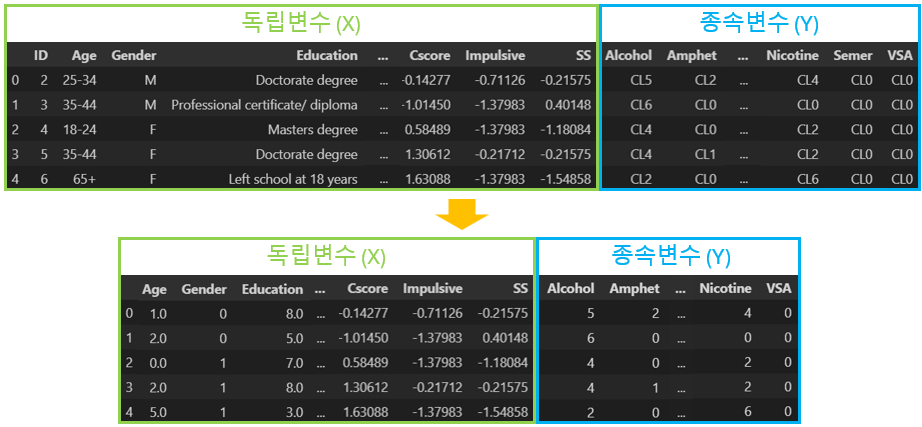 독립변수 (X) 종속변수 (Y)
ID Age Gender Education ... Cscore Impulsive SS Alcohol Amphet ... Nicotine Semer VSA
0 2 25-34 M Doctorate degree ... -0.14277 -0.71126 -0.21575 CL5 CL2 ... CL4 CL0 CL0
1 3 35-44 M Professional certificate/ diploma ... -1.01450 -1.37983 0.40148 CL6 CL0 ... CL0 CL0 CL0
2 4 18-24 F Masters degree ... 0.58489 -1.37983 -1.18084 CL4 CL0 ... CL2 CL0 CL0
3 5 35-44 F Doctorate degree ... 1.30612 -0.21712 -0.21575 CL4 CL1 ... CL2 CL0 CL0
4 6 65+ F Left school at 18 years ... 1.63088 -1.37983 -1.54858 CL2 CL0 ... CL6 CL0 CL0
독립변수 (X) 종속변수 (Y)
Age Gender Education ... Cscore Impulsive SS Alcohol Amphet ... Nicotine VSA
0 1.0 0 8.0 ... -0.14277 -0.71126 -0.21575 5 2 ... 4 0
1 2.0 0 5.0 ... -1.01450 -1.37983 0.40148 6 0 ... 0 0
2 0.0 1 7.0 ... 0.58489 -1.37983 -1.18084 4 0 ... 2 0
3 2.0 1 8.0 ... 1.30612 -0.21712 -0.21575 4 1 ... 2 0
4 5.0 1 3.0 ... 1.63088 -1.37983 -1.54858 2 0 ... 6 0